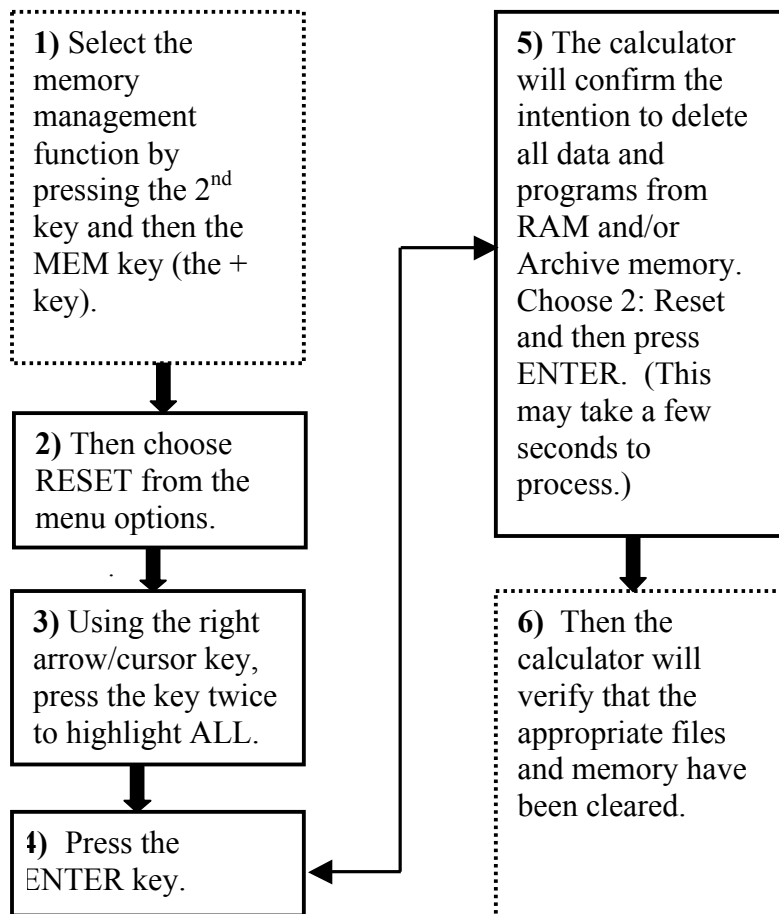 1) Select the
memory
management
function by
pressing the 2nd
key and then the
MEM key (the +
key).
2) Then choose
RESET from the
menu options.
.
3) Using the right
arrow/cursor key,
press the key twice
to highlight ALL.
4) Press the
ENTER key.
5) The calculator
will confirm the
intention to delete
all data and
programs from
RAM and/or
Archive memory.
Choose 2: Reset
and then press
ENTER. (This
may take a few
seconds to
process.)
6) Then the
calculator will
verify that the
appropriate files
and memory have
been cleared.